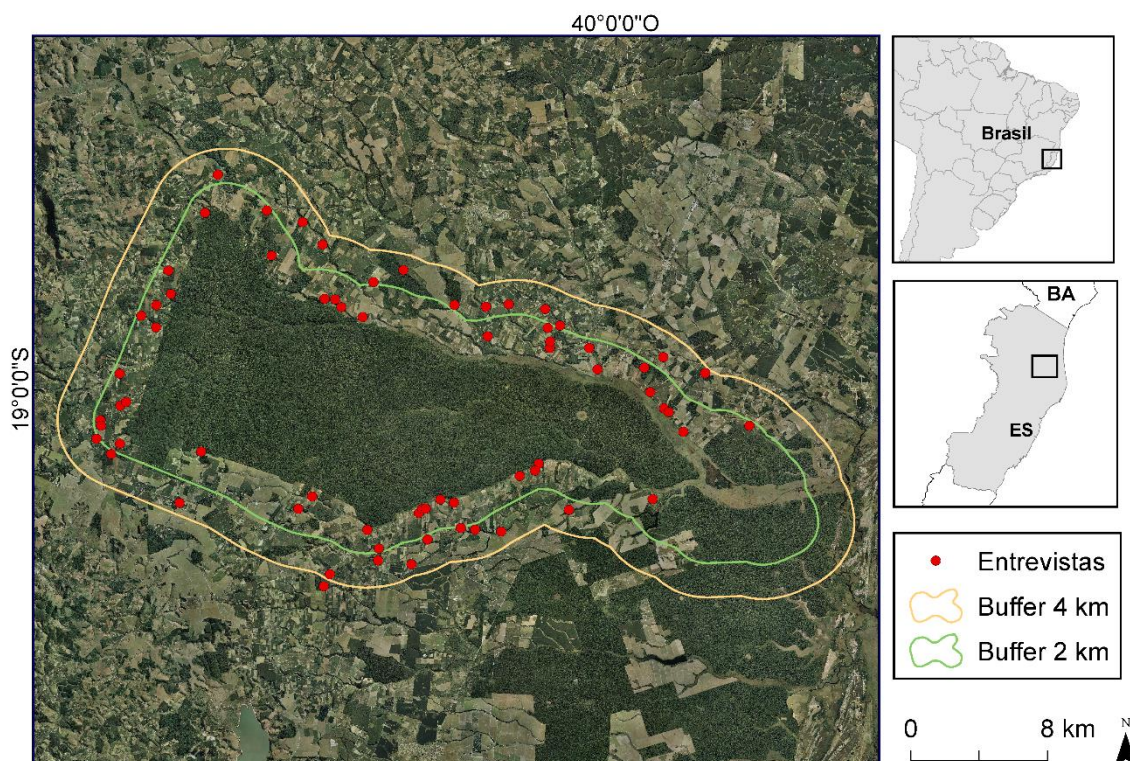 40°0'0"O
19°0'0"S
Brasil
BA
ES
Entrevistas
Buffer 4 km
Buffer 2 km
0 8 km
N